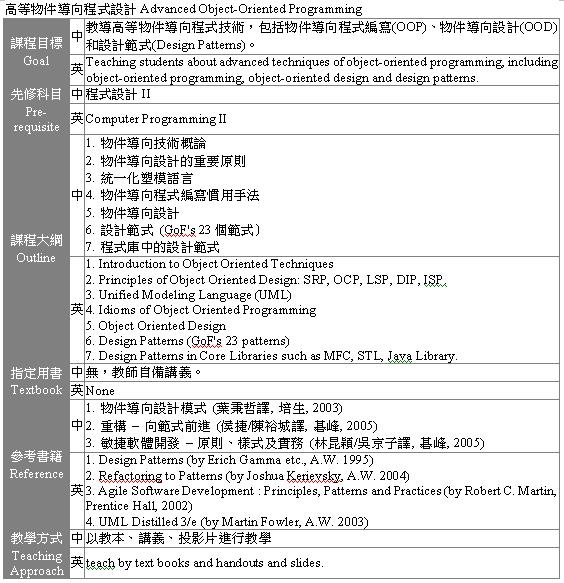 高等物件導向程式設計 Advanced Object-Oriented Programming
課程目標
Goal
中
教導高等物件導向程式技術，包括物件導向程式編寫(OOP)、物件導向設計(OOD)
和設計範式(Design Patterns)。
英
Teaching students about advanced techniques of object-oriented programming, including
object-oriented programming, object-oriented design and design patterns.
先修科目
Pre-
requisite
中
程式設計 II
英
Computer Programming II
課程大綱
Outline
中
1. 物件導向技術概論
2. 物件導向設計的重要原則
3. 統一化塑模語言
4. 物件導向程式編寫慣用手法
5. 物件導向設計
6. 設計範式 (GoF's 23 個範式)
7. 程式庫中的設計範式
英
1. Introduction to Object Oriented Techniques
2. Principles of Object Oriented Design: SRP, OCP, LSP, DIP, ISP.
3. Unified Modeling Language (UML)
4. Idioms of Object Oriented Programming
5. Object Oriented Design
6. Design Patterns (GoF's 23 patterns)
7. Design Patterns in Core Libraries such as MFC, STL, Java Library.
指定用書
Textbook
中
無，教師自備講義。
英
None
參考書籍
Reference
中
1. 物件導向設計模式 (葉秉哲譯, 培生, 2003)
2. 重構 – 向範式前進 (侯捷/陳裕城譯, 碁峰, 2005)
3. 敏捷軟體開發 – 原則、樣式及實務 (林昆穎/吳京子譯, 碁峰, 2005)
英
1. Design Patterns (by Erich Gamma etc., A.W. 1995)
2. Refactoring to Patterns (by Joshua Kerievsky, A.W. 2004)
3. Agile Software Development : Principles, Patterns and Practices (by Robert C. Martin,
Prentice Hall, 2002)
4. UML Distilled 3/e (by Martin Fowler, A.W. 2003)
教學方式
Teaching
Approach
中
以教本、講義、投影片進行教學
英
teach by text books and handouts and slides.